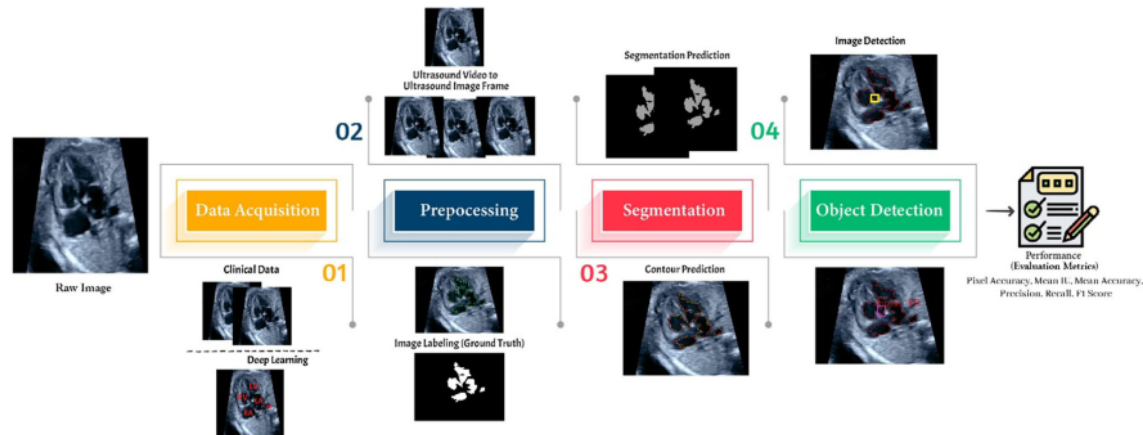 Raw Image
Data Acquisition
01
Clinical Data
Deep Learning
Ultrasound Video to
Ultrasound Image Frame
02
Prepocessing
Image Labeling (Ground Truth)
Segmentation Prediction
Segmentation
03
Contour Prediction
Image Detection
04
Object Detection
Performance
(Evaluation Metrics)
Pixel Accuracy, Mean IU, Mean Accuracy,
Precision, Recall, F1 Score